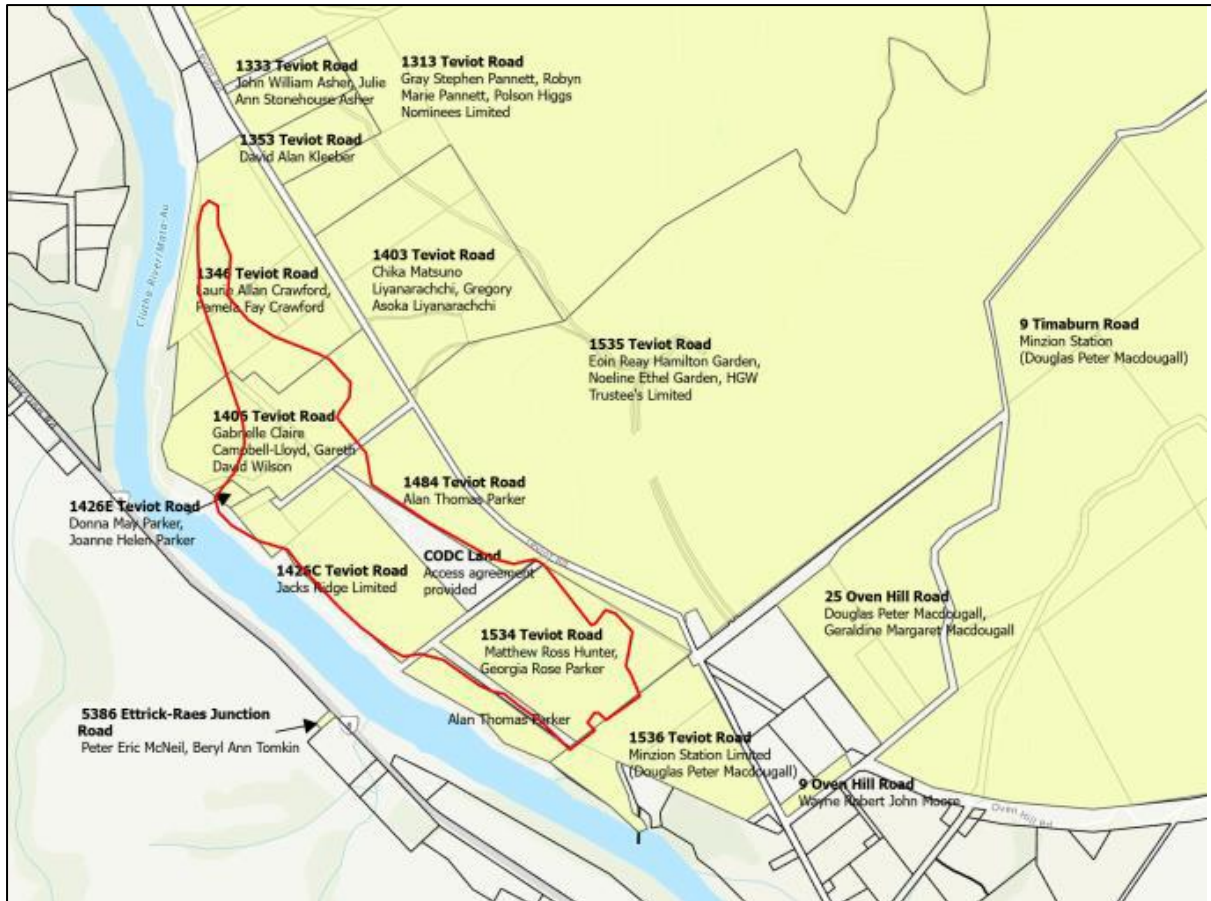 Teviot Rd
1333 Teviot Road
John William Asher, Julie
Ann Stonehouse Asher
1313 Teviot Road
Gray Stephen Pannett, Robyn
Marie Pannett, Polson Higgs
Nominees Limited
1353 Teviot Road
David Alan Kleeber
Clutha River/Mata-Au
1346 Teviot Road
Laurie Allan Crawford,
Pamela Fay Crawford
1403 Teviot Road
Chika Matsuno
Liyanarachchi, Gregory
Asoka Liyanarachchi
1535 Teviot Road
Eoin Reay Hamilton Garden,
Noeline Ethel Garden, HGW
Trustee's Limited
9 Timaburn Road
Minzion Station
(Douglas Peter Macdougall)
1406 Teviot Road
Gabrielle Claire
Campbell-Lloyd, Gareth
David Wilson
1484 Teviot Road
Alan Thomas Parker
1426E Teviot Road
Donna May Parker,
Joanne Helen Parker
Teviot Rd
CODC Land
Access agreement
provided
1426C Teviot Road
Jacks Ridge Limited
25 Oven Hill Road
Douglas Peter Macdougall,
Geraldine Margaret Macdougall
1534 Teviot Road
Matthew Ross Hunter,
Georgia Rose Parker
5386 Ettrick-Raes Junction
Road
Peter Eric McNeil, Beryl Ann Tomkin
Alan Thomas Parker
1536 Teviot Road
Minzion Station Limited
(Douglas Peter Macdougall)
9 Oven Hill Road
Wayne Robert John Moore
Oven Hill Rd